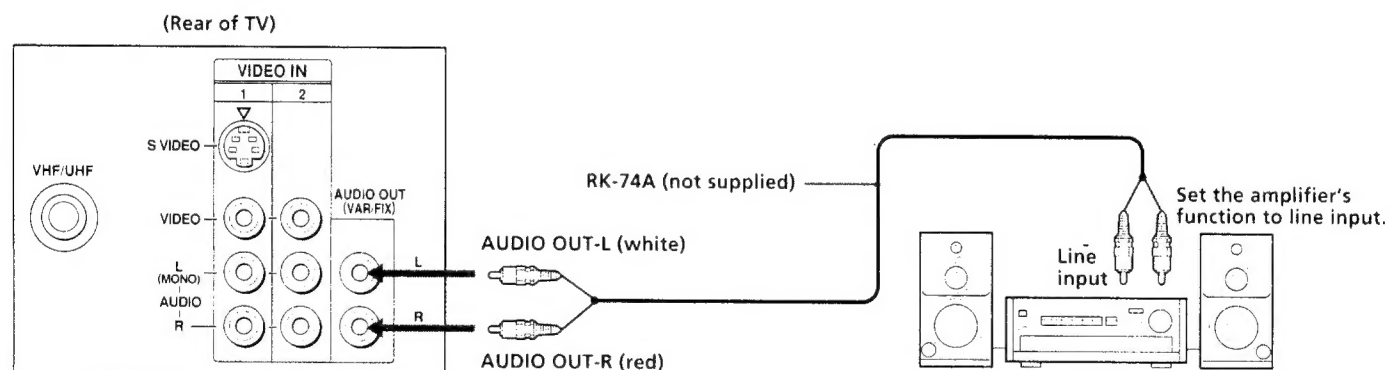 (Rear of TV)
VIDEO IN
1 2
S VIDEO
VHF/UHF
AUDIO OUT
(VAR/FIX)
VIDEO
L
(MONO)
AUDIO
R
L
R
AUDIO OUT-L (white)
AUDIO OUT-R (red)
RK-74A (not supplied)
Line
input
Set the amplifier's
function to line input.